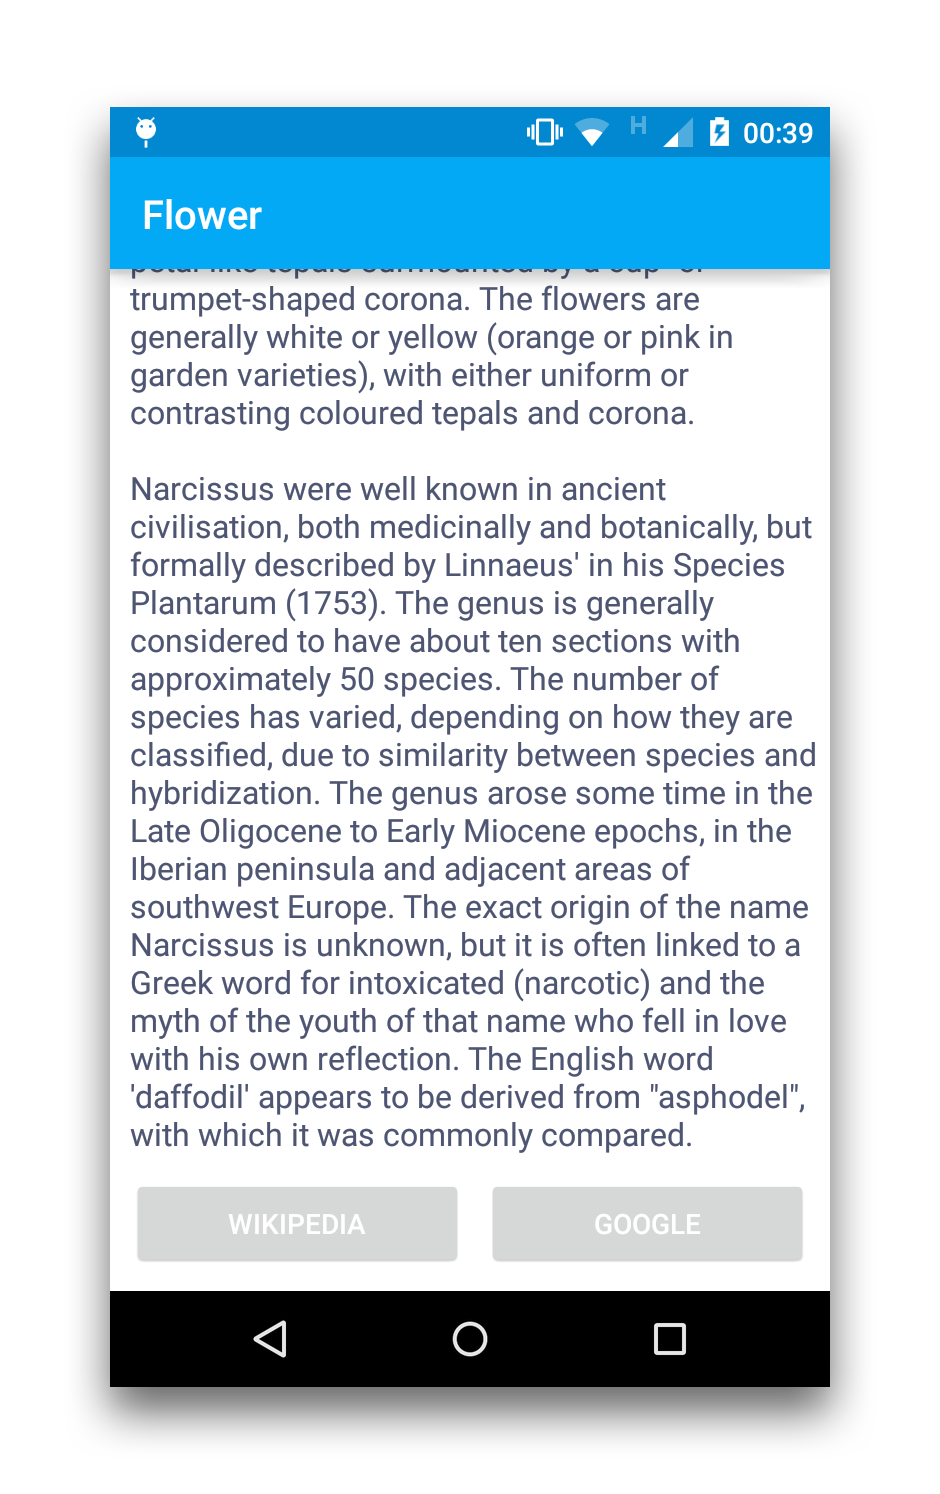 H 00:39
Flower
trumpet-shaped corona. The flowers are
generally white or yellow (orange or pink in
garden varieties), with either uniform or
contrasting coloured tepals and corona.
Narcissus were well known in ancient
civilisation, both medicinally and botanically, but
formally described by Linnaeus' in his Species
Plantarum (1753). The genus is generally
considered to have about ten sections with
approximately 50 species. The number of
species has varied, depending on how they are
classified, due to similarity between species and
hybridization. The genus arose some time in the
Late Oligocene to Early Miocene epochs, in the
Iberian peninsula and adjacent areas of
southwest Europe. The exact origin of the name
Narcissus is unknown, but it is often linked to a
Greek word for intoxicated (narcotic) and the
myth of the youth of that name who fell in love
with his own reflection. The English word
'daffodil' appears to be derived from "asphodel",
with which it was commonly compared.
WIKIPEDIA GOOGLE